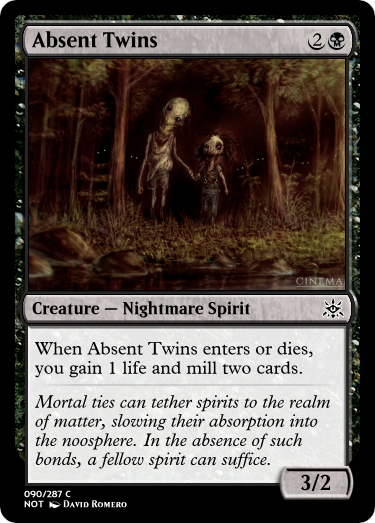 Absent Twins 2
CINEMA
Creature — Nightmare Spirit
When Absent Twins enters or dies,
you gain 1 life and mill two cards.
Mortal ties can tether spirits to the realm
of matter, slowing their absorption into
the noosphere. In the absence of such
bonds, a fellow spirit can suffice.
3/2
090/287 C
NOT DAVID ROMERO